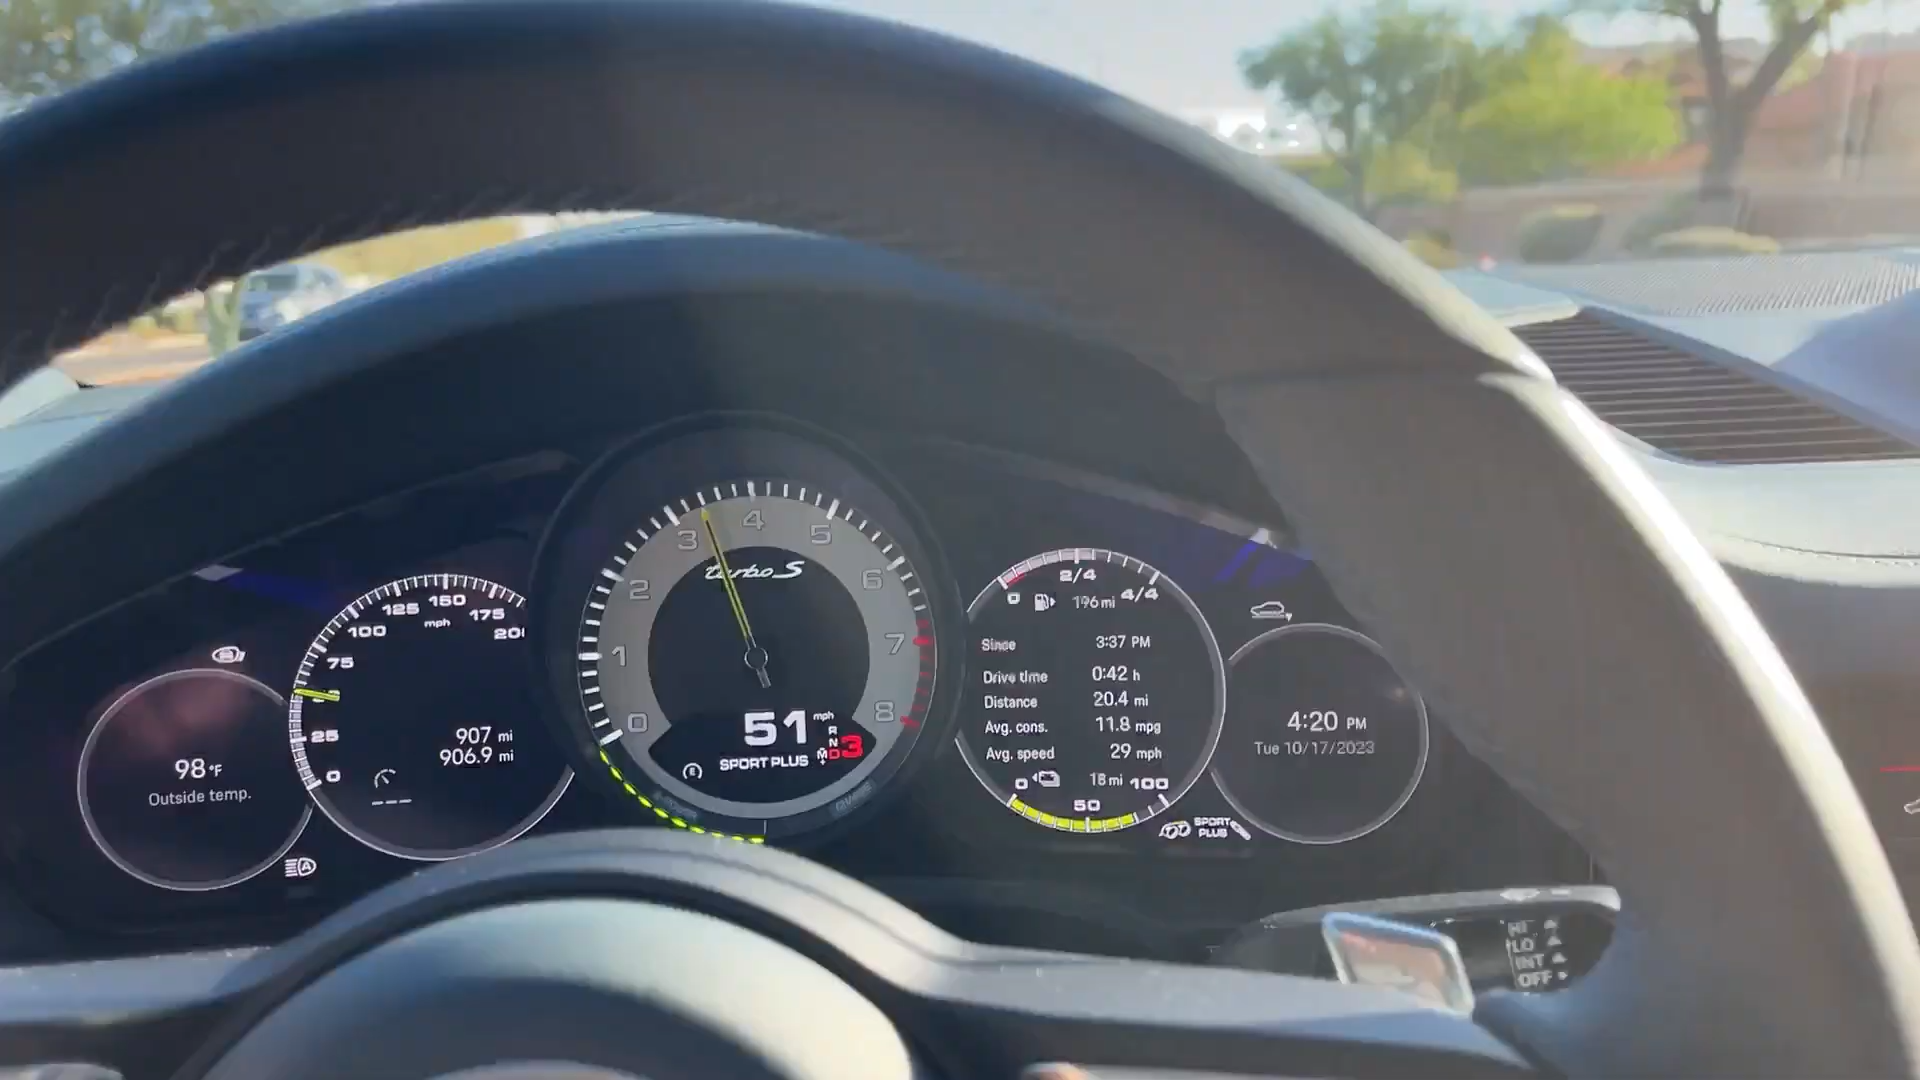 98 °F
Outside temp.
0
25
75
100
125
150
175
200
mph
907 mi
906.9 mi
0
1
2
3
4
5
6
7
8
turbo S
51 mph
SPORT PLUS
R
N
D
M
3
0
2/4
4/4
196 mi
Since 3:37 PM
Drive time 0:42 h
Distance 20.4 mi
Avg. cons. 11.8 mpg
Avg. speed 29 mph
18 mi
0
50
100
SPORT
PLUS
4:20 PM
Tue 10/17/2023
HI
LO
INT
OFF